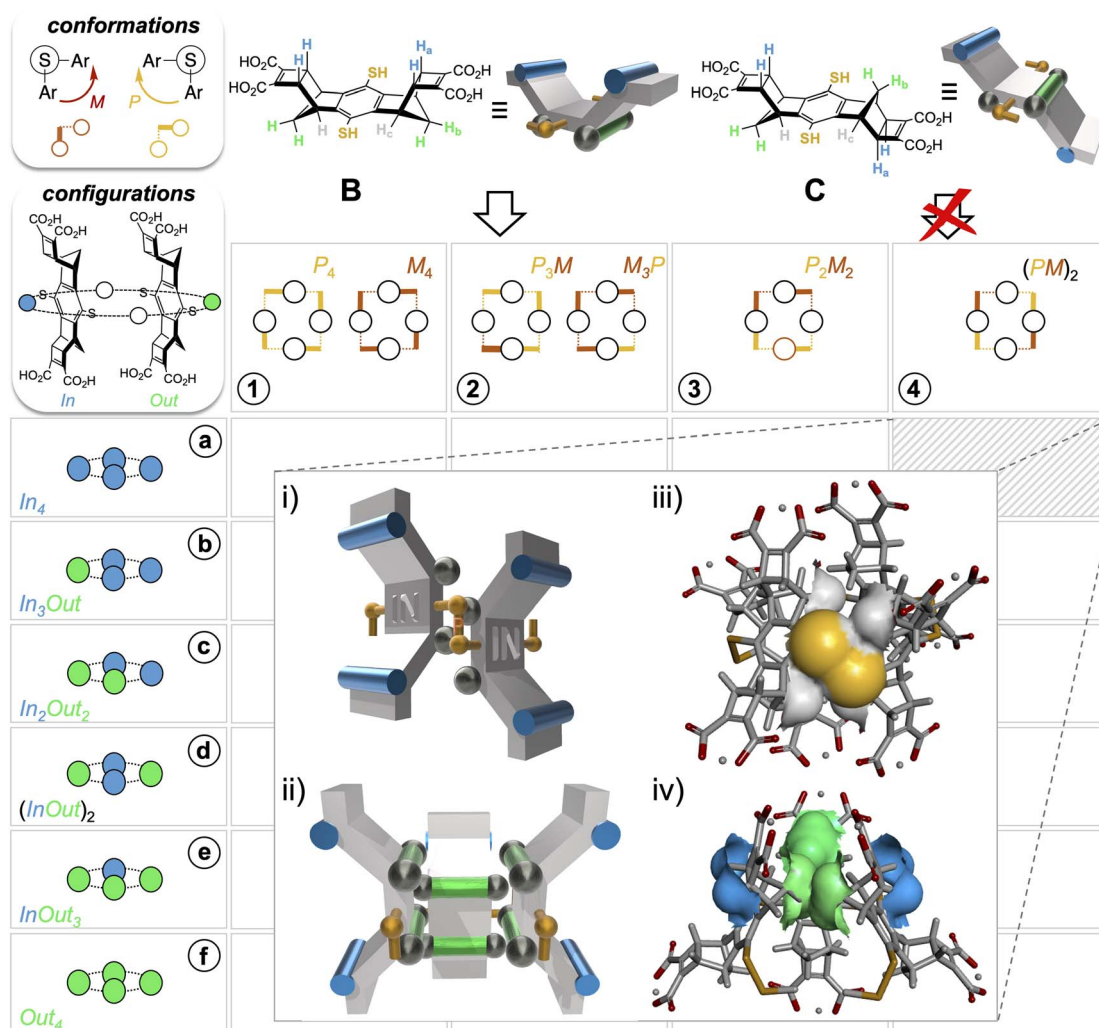 conformations
S Ar
Ar M
Ar S
P Ar
H
H
Ha
HO₂C
CO₂H
HO₂C
SH
CO₂H
H
H
SH
H
Hc
Hb
H
≡
B
CO₂H
HO₂C
SH
H
Hb
HO₂C
CO₂H
H
H
SH
H
Hc
H
CO₂H
Ha
≡
C
configurations
CO₂H
CO₂H
CO₂H
CO₂H
S
S
S
S
HO₂C
CO₂H
HO₂C
CO₂H
In
Out
P₄ M₄
1
P₃M M₃P
2
P₂M₂
3
(PM)₂
4
a
In₄
b
In₃Out
c
In₂Out₂
d
(InOut)₂
e
InOut₃
f
Out₄
i)
IN
IN
ii)
iii)
iv)